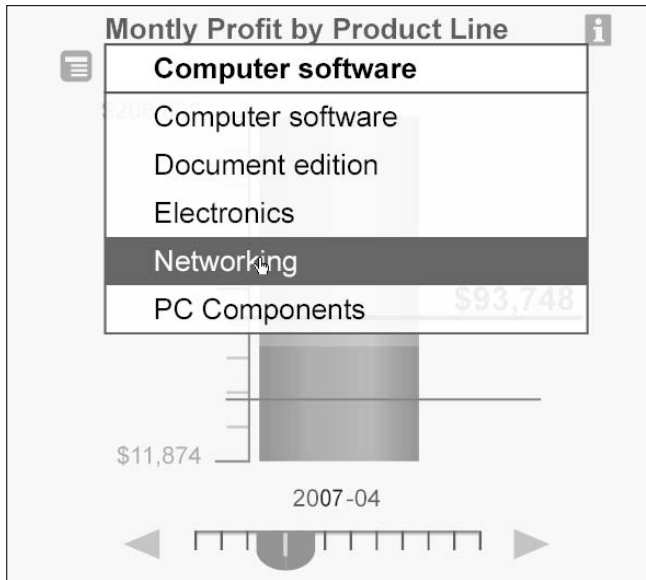 Montly Profit by Product Line
Computer software
Computer software
Document edition
Electronics
Networking
PC Components
$93,748
$11,874
2007-04